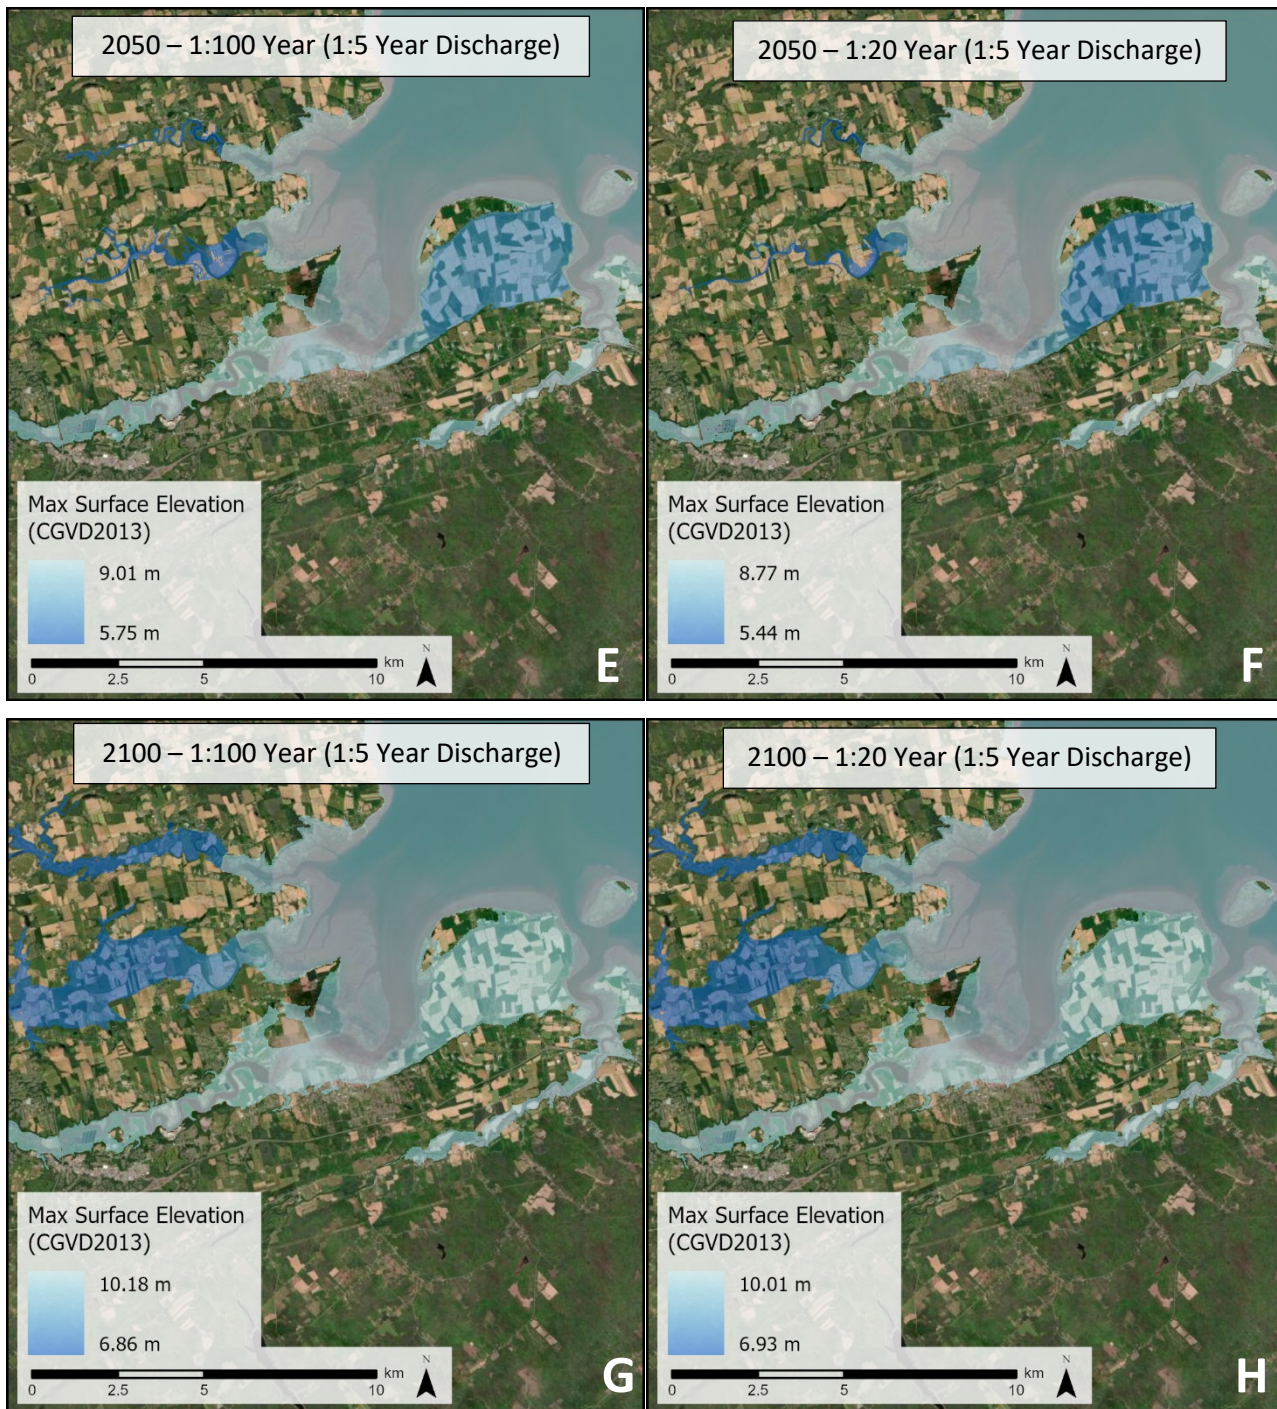 2050 – 1:100 Year (1:5 Year Discharge)
Max Surface Elevation
(CGVD2013)
9.01 m
5.75 m
N
km
0 2.5 5 10
E
2050 – 1:20 Year (1:5 Year Discharge)
Max Surface Elevation
(CGVD2013)
8.77 m
5.44 m
N
km
0 2.5 5 10
F
2100 – 1:100 Year (1:5 Year Discharge)
Max Surface Elevation
(CGVD2013)
10.18 m
6.86 m
N
km
0 2.5 5 10
G
2100 – 1:20 Year (1:5 Year Discharge)
Max Surface Elevation
(CGVD2013)
10.01 m
6.93 m
N
km
0 2.5 5 10
H